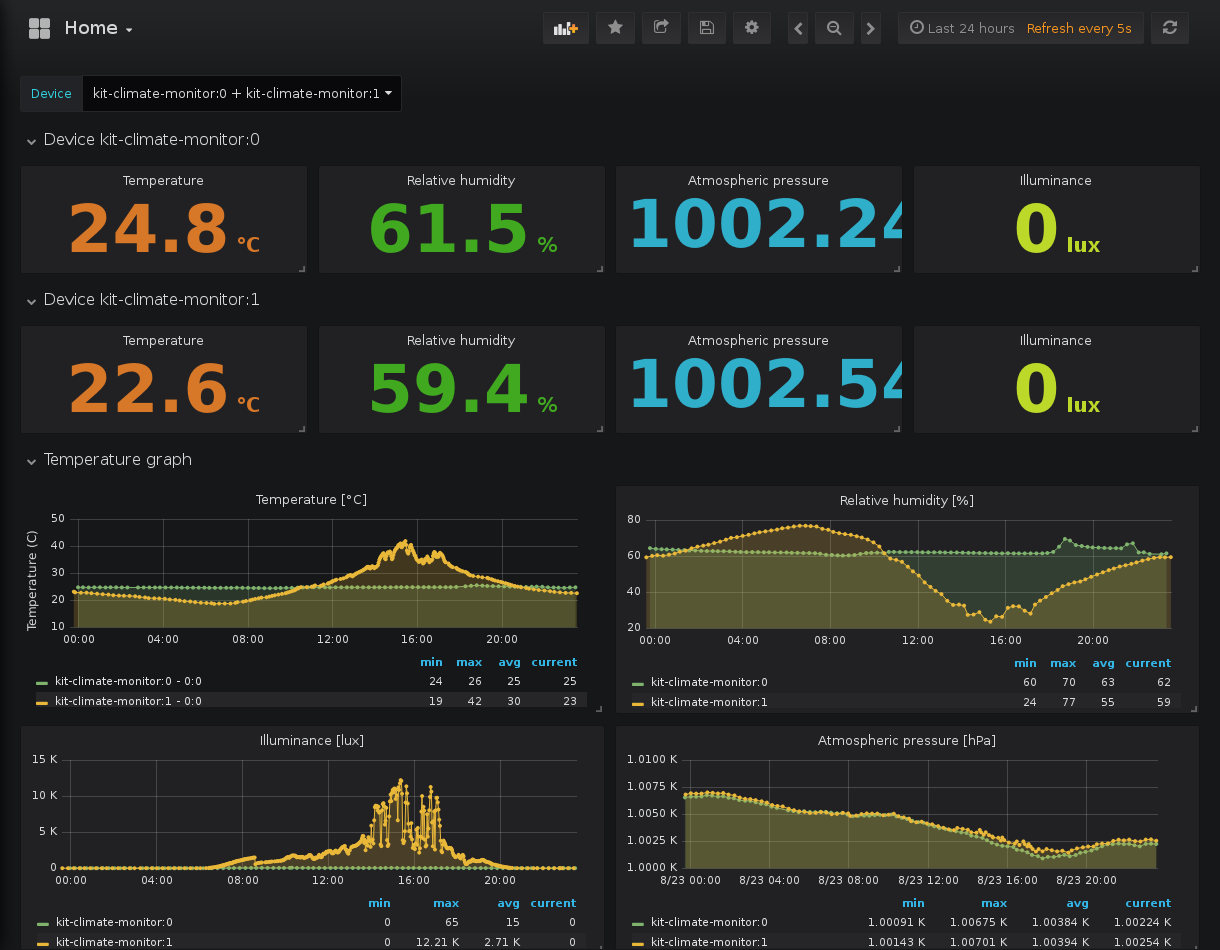 Home
Last 24 hours Refresh every 5s
Device kit-climate-monitor:0 + kit-climate-monitor:1
Device kit-climate-monitor:0
Temperature Relative humidity Atmospheric pressure Illuminance
24.8 °C 61.5 % 1002.24 0 lux
Device kit-climate-monitor:1
Temperature Relative humidity Atmospheric pressure Illuminance
22.6 °C 59.4 % 1002.54 0 lux
Temperature graph
Temperature [°C]
Temperature (C)
50
40
30
20
10
00:00 04:00 08:00 12:00 16:00 20:00
min max avg current
kit-climate-monitor:0 - 0:0 24 26 25 25
kit-climate-monitor:1 - 0:0 19 42 30 23
Relative humidity [%]
80
60
40
20
00:00 04:00 08:00 12:00 16:00 20:00
min max avg current
kit-climate-monitor:0 60 70 63 62
kit-climate-monitor:1 24 77 55 59
Illuminance [lux]
15 K
10 K
5 K
0
00:00 04:00 08:00 12:00 16:00 20:00
min max avg current
kit-climate-monitor:0 0 65 15 0
kit-climate-monitor:1 0 12.21 K 2.71 K 0
Atmospheric pressure [hPa]
1.0100 K
1.0075 K
1.0050 K
1.0025 K
1.0000 K
8/23 00:00 8/23 04:00 8/23 08:00 8/23 12:00 8/23 16:00 8/23 20:00
min max avg current
kit-climate-monitor:0 1.00091 K 1.00675 K 1.00384 K 1.00224 K
kit-climate-monitor:1 1.00143 K 1.00701 K 1.00394 K 1.00254 K